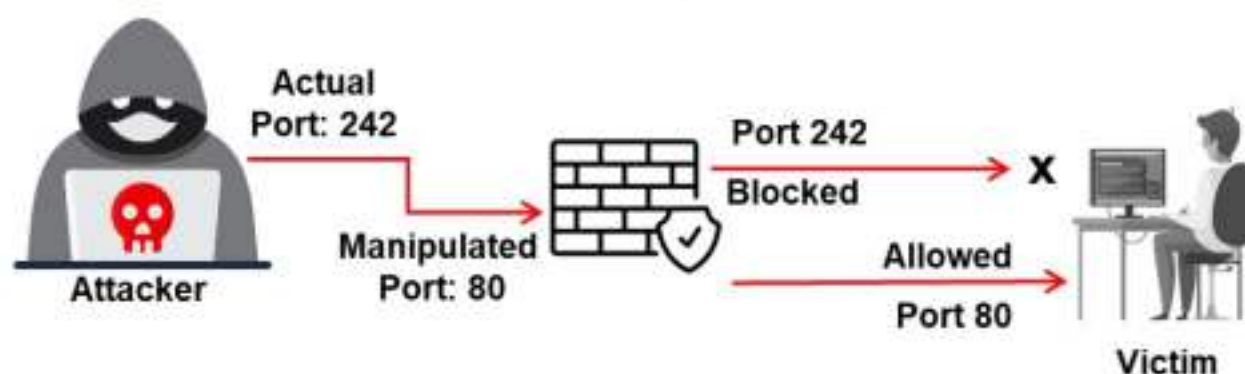 Actual
Port: 242
Manipulated
Port: 80
Attacker
Port 242
Blocked
Allowed
Port 80
Victim
X